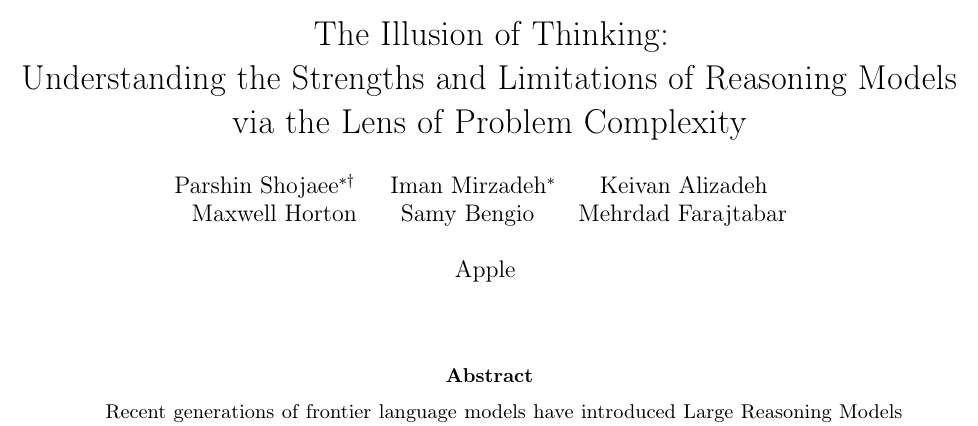 The Illusion of Thinking:
Understanding the Strengths and Limitations of Reasoning Models
via the Lens of Problem Complexity
Parshin Shojaee*† Iman Mirzadeh* Keivan Alizadeh
Maxwell Horton Samy Bengio Mehrdad Farajtabar
Apple
Abstract
Recent generations of frontier language models have introduced Large Reasoning Models